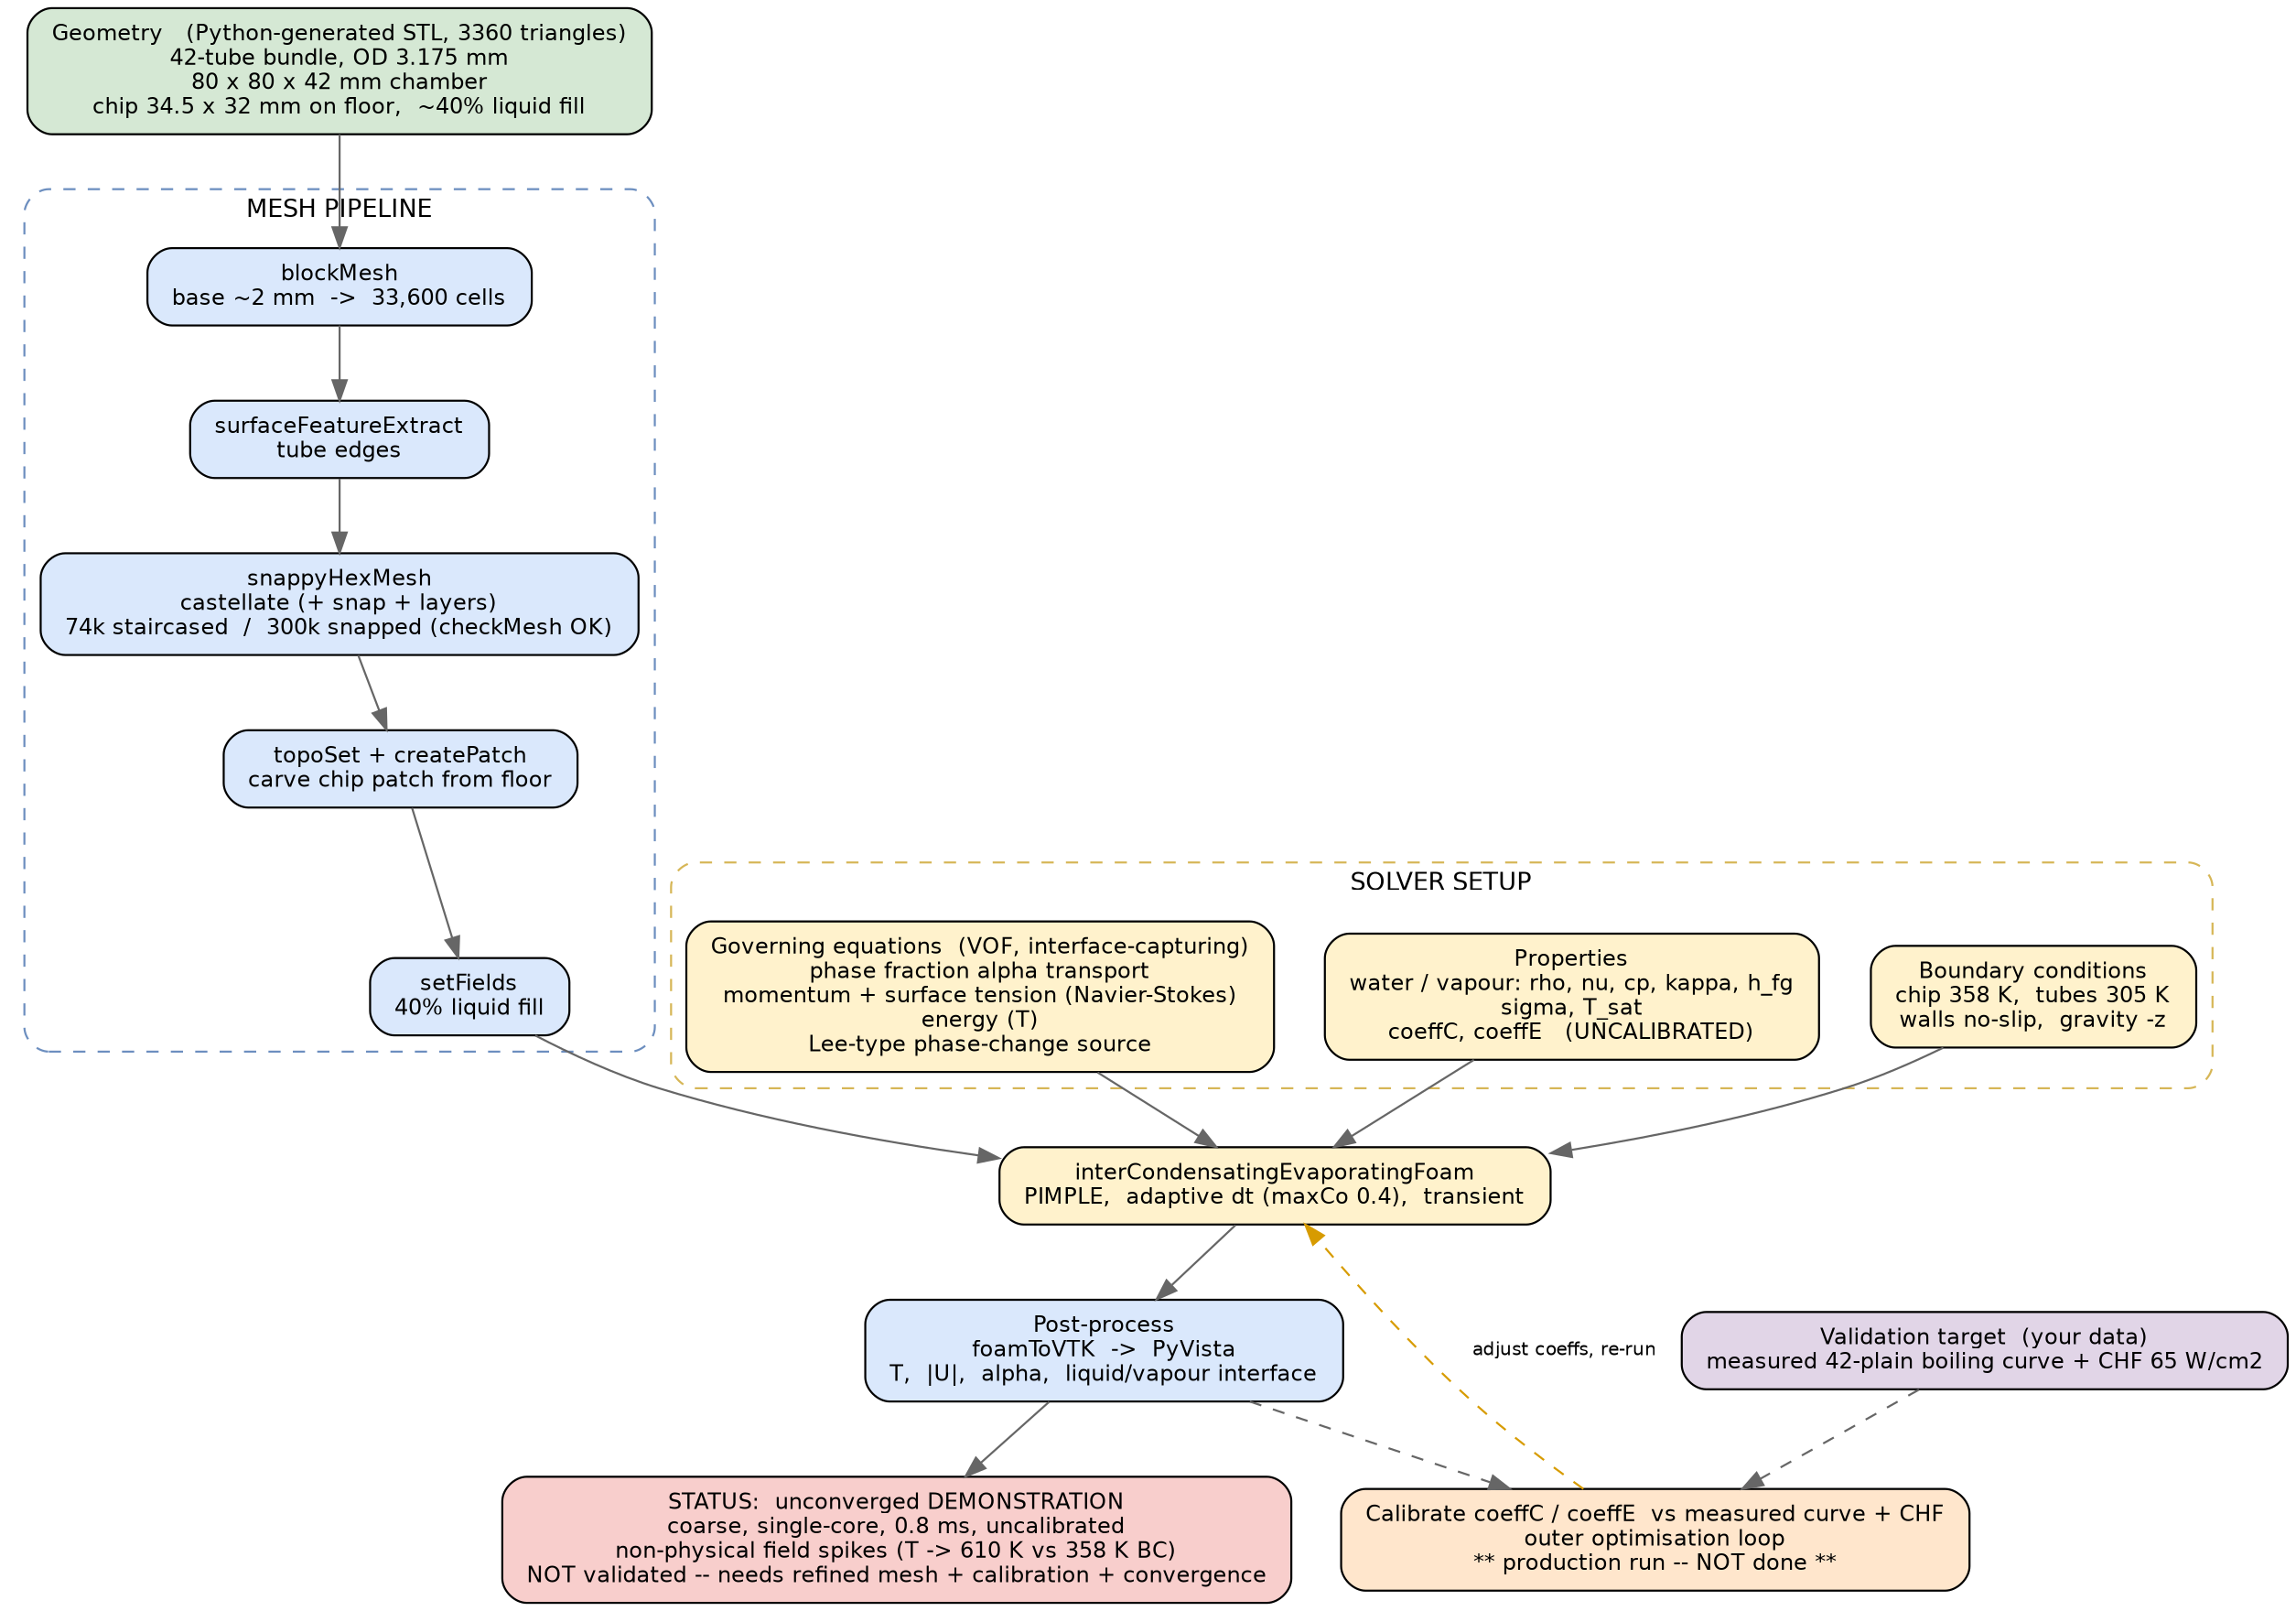 Geometry   (Python-generated STL, 3360 triangles)
42-tube bundle, OD 3.175 mm
80 x 80 x 42 mm chamber
chip 34.5 x 32 mm on floor,  ~40% liquid fill
MESH PIPELINE
blockMesh
base ~2 mm  ->  33,600 cells
surfaceFeatureExtract
tube edges
snappyHexMesh
castellate (+ snap + layers)
74k staircased  /  300k snapped (checkMesh OK)
topoSet + createPatch
carve chip patch from floor
setFields
40% liquid fill
SOLVER SETUP
Governing equations  (VOF, interface-capturing)
phase fraction alpha transport
momentum + surface tension (Navier-Stokes)
energy (T)
Lee-type phase-change source
Properties
water / vapour: rho, nu, cp, kappa, h_fg
sigma, T_sat
coeffC, coeffE   (UNCALIBRATED)
Boundary conditions
chip 358 K,  tubes 305 K
walls no-slip,  gravity -z
interCondensatingEvaporatingFoam
PIMPLE,  adaptive dt (maxCo 0.4),  transient
Post-process
foamToVTK  ->  PyVista
T,  |U|,  alpha,  liquid/vapour interface
adjust coeffs, re-run
Validation target  (your data)
measured 42-plain boiling curve + CHF 65 W/cm2
STATUS:  unconverged DEMONSTRATION
coarse, single-core, 0.8 ms, uncalibrated
non-physical field spikes (T -> 610 K vs 358 K BC)
NOT validated -- needs refined mesh + calibration + convergence
Calibrate coeffC / coeffE  vs measured curve + CHF
outer optimisation loop
** production run -- NOT done **